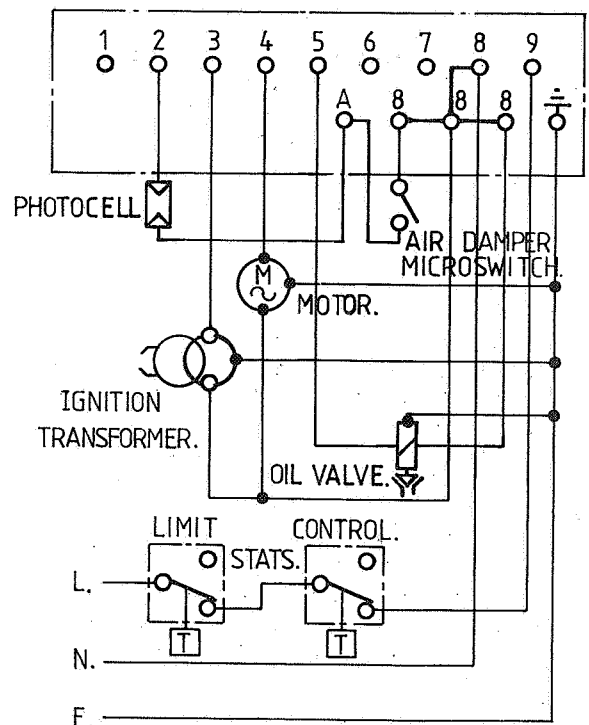 1 2 3 4 5 6 7 8 9
A 8 8 8
PHOTOCELL
AIR DAMPER
MICROSWITCH.
M
MOTOR.
IGNITION
TRANSFORMER.
OIL VALVE.
LIMIT CONTROL.
STATS.
L.
T T
N.
E